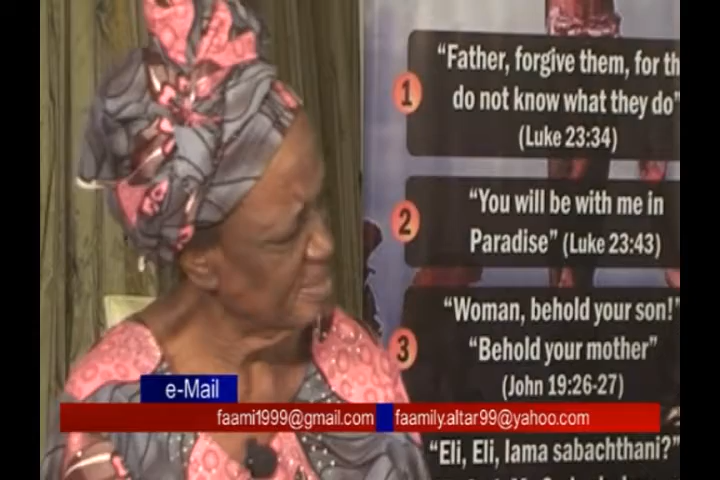 "Father, forgive them, for th
1
do not know what they do"
(Luke 23:34)
"You will be with me in
2
Paradise" (Luke 23:43)
"Woman, behold your son!"
3
"Behold your mother"
(John 19:26-27)
e-Mail
faami1999@gmail.com
faamily.altar99@yahoo.com
"Eli, Eli, lama sabachthani?"